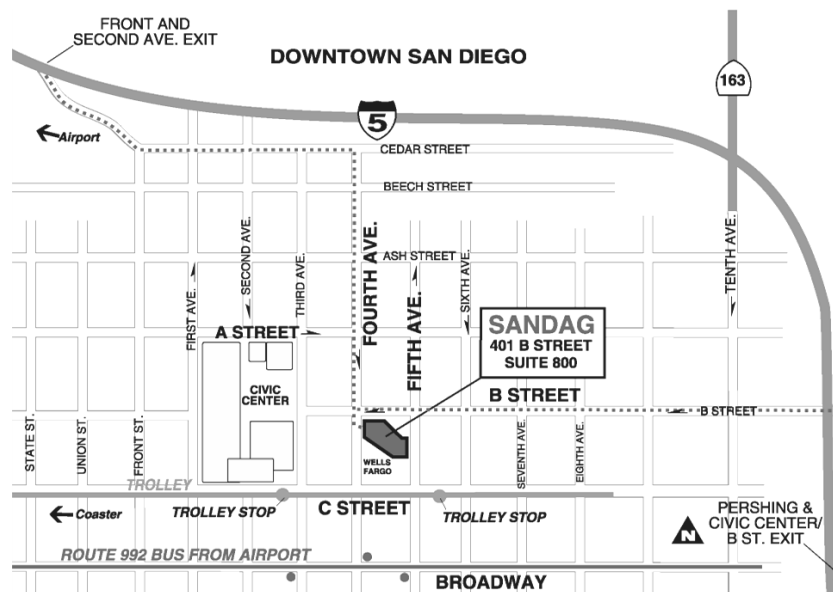 FRONT AND
SECOND AVE. EXIT
DOWNTOWN SAN DIEGO
163
5
Airport
CEDAR STREET
BEECH STREET
ASH STREET
FIRST AVE.
SECOND AVE.
THIRD AVE.
FOURTH AVE.
FIFTH AVE.
SIXTH AVE.
TENTH AVE.
A STREET
SANDAG
401 B STREET
SUITE 800
CIVIC
CENTER
B STREET
B STREET
STATE ST.
UNION ST.
FRONT ST.
SEVENTH AVE.
EIGHTH AVE.
WELLS
FARGO
TROLLEY
Coaster
TROLLEY STOP
C STREET
TROLLEY STOP
PERSHING &
CIVIC CENTER/
B ST. EXIT
N
ROUTE 992 BUS FROM AIRPORT
BROADWAY